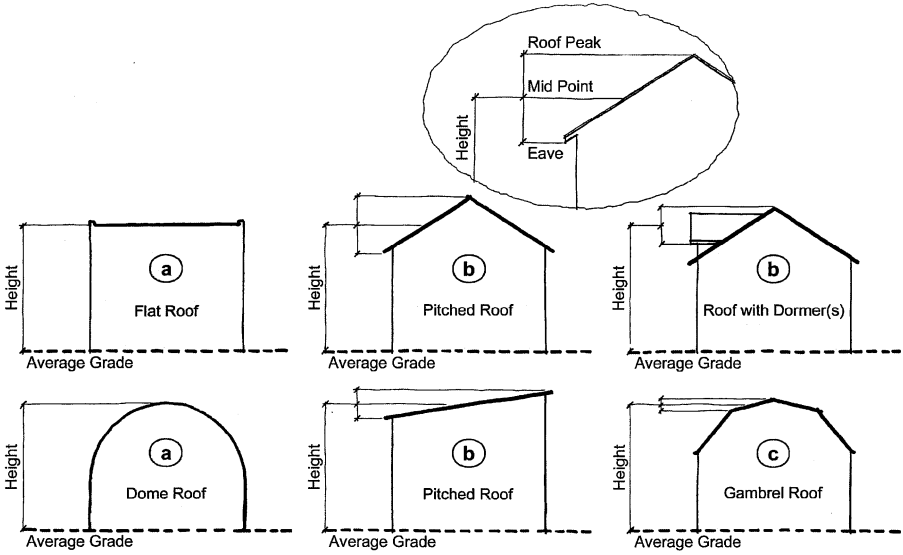 Roof Peak
Mid Point
Height
Eave
Height
a
Flat Roof
Average Grade
Height
b
Pitched Roof
Average Grade
Height
b
Roof with Dormer(s)
Average Grade
Height
a
Dome Roof
Average Grade
Height
b
Pitched Roof
Average Grade
Height
c
Gambrel Roof
Average Grade